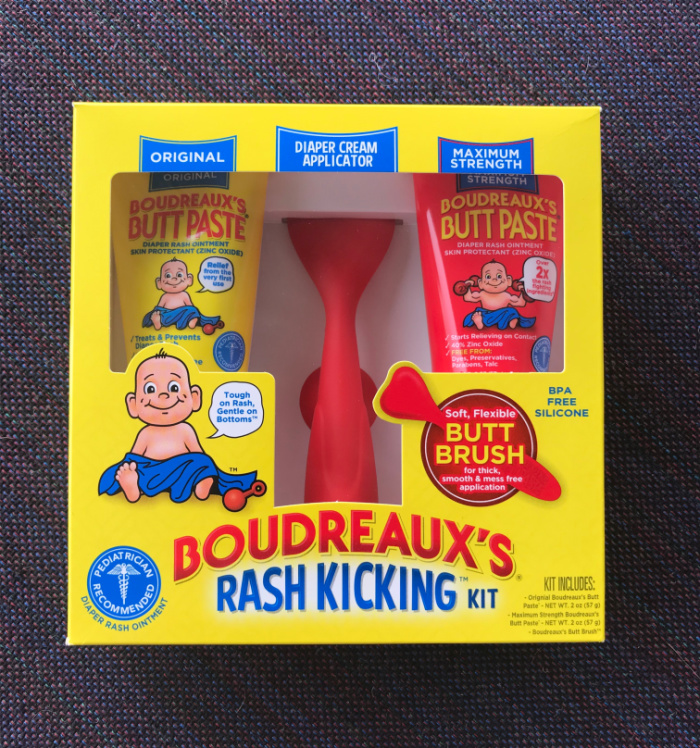 ORIGINAL
DIAPER CREAM
APPLICATOR
MAXIMUM
STRENGTH
ORIGINAL
BOUDREAUX'S
BUTT PASTE®
DIAPER RASH OINTMENT
SKIN PROTECTANT (ZINC OXIDE)
Relief
from the
very first
use
✓Treats & Prevents
STRENGTH
BOUDREAUX'S
BUTT PASTE
DIAPER RASH OINTMENT
SKIN PROTECTANT (ZINC OXIDE)
Over
2x
✓Starts Relieving on Contact
✓40% Zinc Oxide
✓FREE FROM:
Dyes, Preservatives,
Parabens, Talc
Tough
on Rash,
Gentle on
Bottoms™
TM
BPA
FREE
SILICONE
Soft, Flexible
BUTT
BRUSH
for thick,
smooth & mess free
application
BOUDREAUX'S®
RASH KICKING™ KIT
PEDIATRICIAN
RECOMMENDED
DIAPER RASH OINTMENT
KIT INCLUDES:
- Original Boudreaux's Butt
Paste® - NET WT. 2 oz (57 g)
- Maximum Strength Boudreaux's
Butt Paste® - NET WT. 2 oz (57 g)
- Boudreaux's Butt Brush™